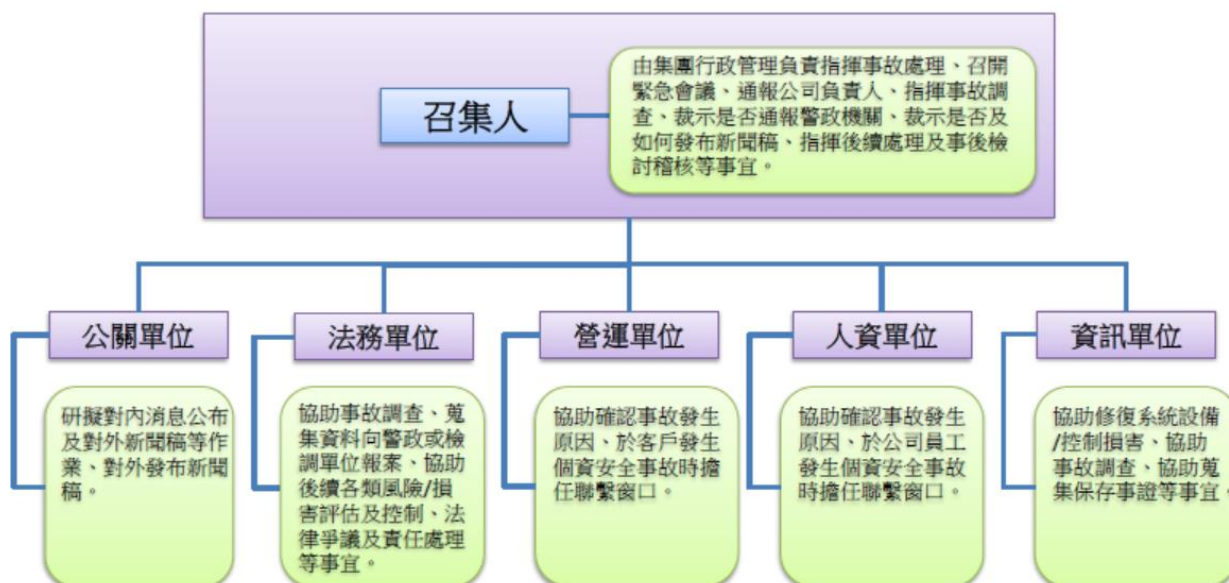 召集人
由集團行政管理負責指揮事故處理、召開
緊急會議、通報公司負責人、指揮事故調
查、裁示是否通報警政機關、裁示是否及
如何發布新聞稿、指揮後續處理及事後檢
討稽核等事宜。
公關單位
研擬對內消息公布
及對外新聞稿等作
業、對外發布新聞
稿。
法務單位
協助事故調查、蒐
集資料向警政或檢
調單位報案、協助
後續各類風險/損
害評估及控制、法
律爭議及責任處理
等事宜。
營運單位
協助確認事故發生
原因、於客戶發生
個資安全事故時擔
任聯繫窗口。
人資單位
協助確認事故發生
原因、於公司員工
發生個資安全事故
時擔任聯繫窗口。
資訊單位
協助修復系統設備
/控制損害、協助
事故調查、協助蒐
集保存事證等事宜。